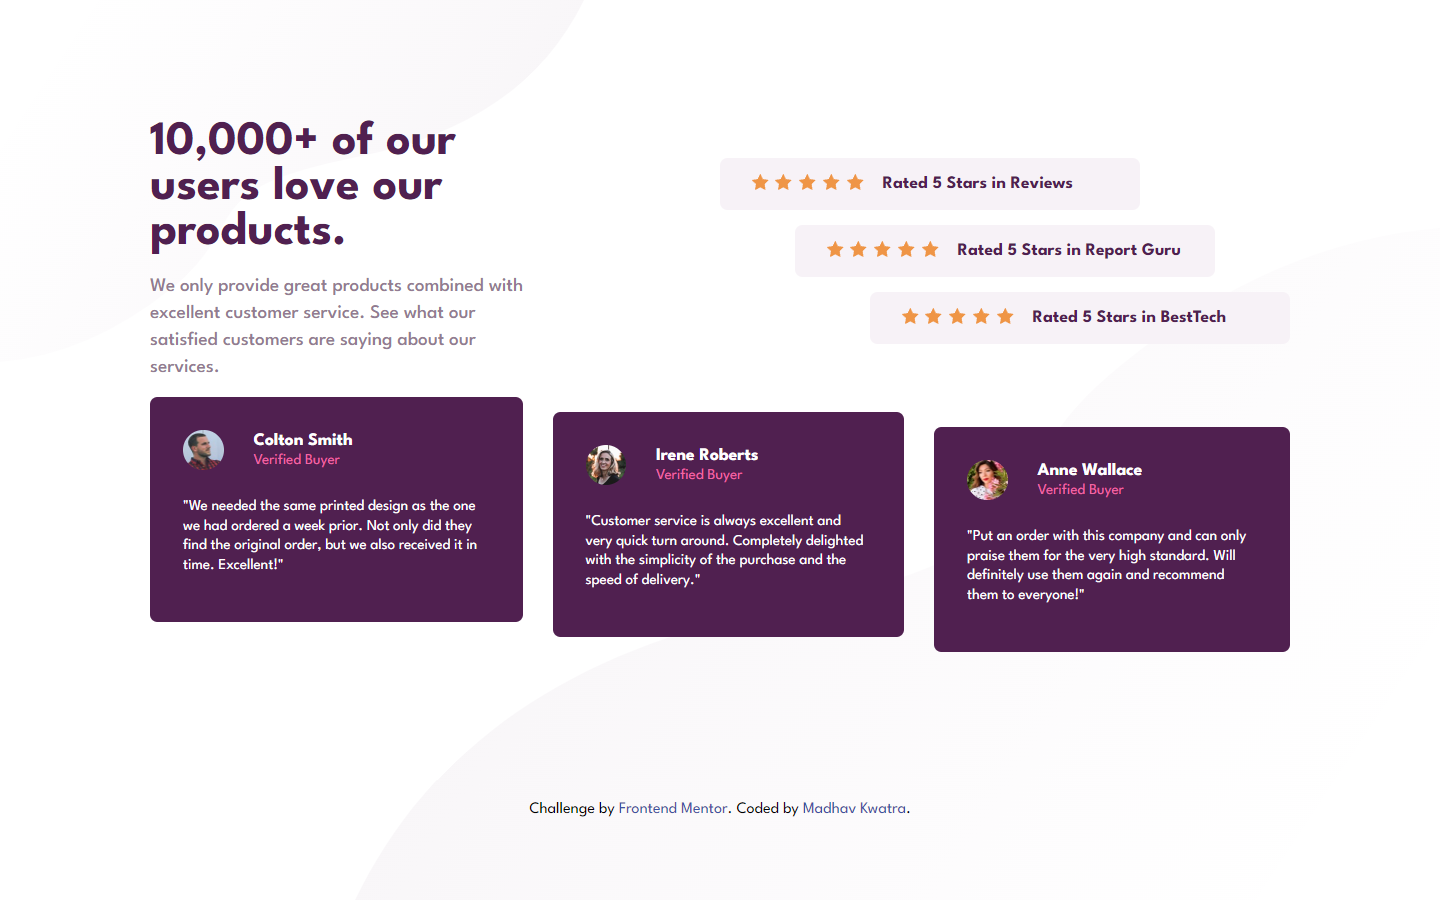 10,000+ of our
users love our
products.
We only provide great products combined with
excellent customer service. See what our
satisfied customers are saying about our
services.
Rated 5 Stars in Reviews
Rated 5 Stars in Report Guru
Rated 5 Stars in BestTech
Colton Smith
Verified Buyer
"We needed the same printed design as the one
we had ordered a week prior. Not only did they
find the original order, but we also received it in
time. Excellent!"
Irene Roberts
Verified Buyer
"Customer service is always excellent and
very quick turn around. Completely delighted
with the simplicity of the purchase and the
speed of delivery."
Anne Wallace
Verified Buyer
"Put an order with this company and can only
praise them for the very high standard. Will
definitely use them again and recommend
them to everyone!"
Challenge by Frontend Mentor. Coded by Madhav Kwatra.